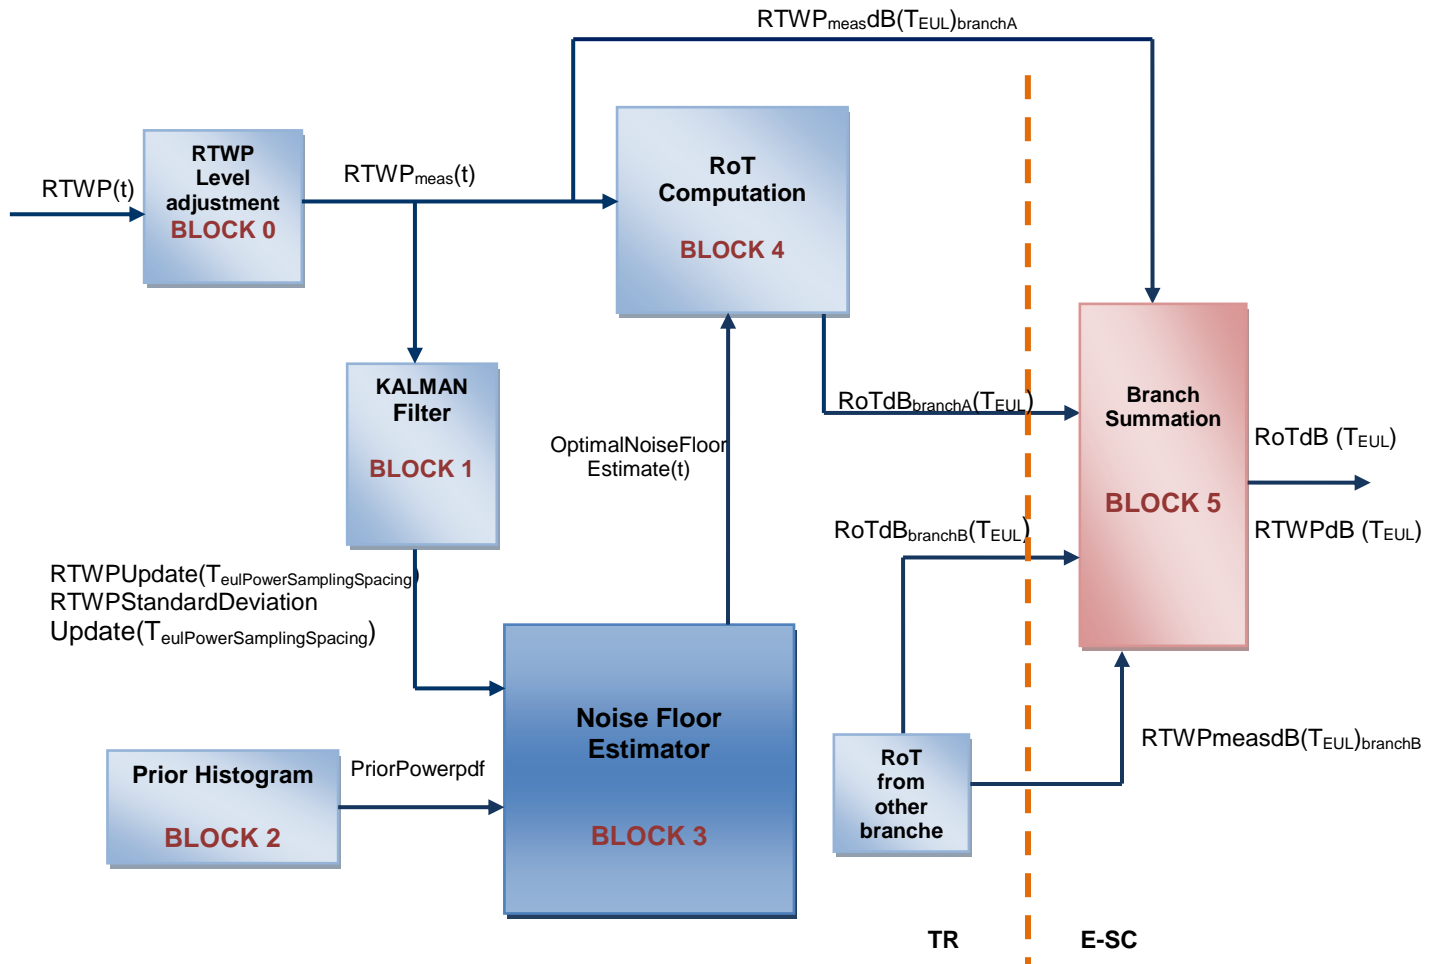 RTWPmeasdB(TEUL)branchA
RTWP
Level
adjustment
BLOCK 0
RTWP(t)
RTWPmeas(t)
RoT
Computation
BLOCK 4
KALMAN
Filter
BLOCK 1
RoTdBbranchA(TEUL)
Branch
Summation
BLOCK 5
RoTdB (TEUL)
RTWPdB (TEUL)
OptimalNoiseFloor
Estimate(t)
RoTdBbranchB(TEUL)
RTWPUpdate(TeulPowerSamplingSpacing)
RTWPStandardDeviation
Update(TeulPowerSamplingSpacing)
Noise Floor
Estimator
BLOCK 3
Prior Histogram
BLOCK 2
PriorPowerpdf
RoT
from
other
branche
RTWPmeasdB(TEUL)branchB
TR
E-SC